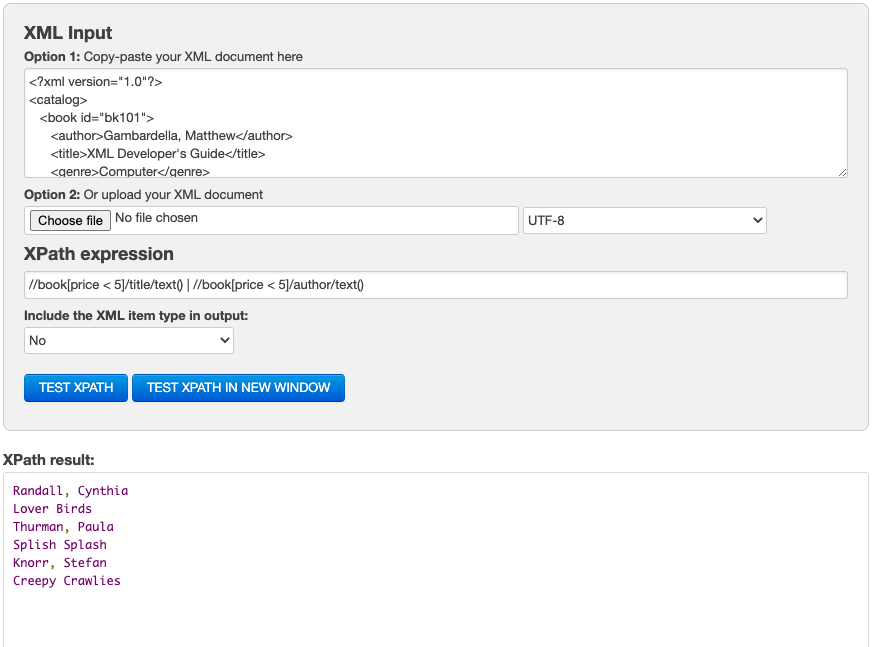 XML Input
Option 1: Copy-paste your XML document here
<?xml version="1.0"?>
<catalog>
<book id="bk101">
<author>Gambardella, Matthew</author>
<title>XML Developer's Guide</title>
<genre>Computer</genre>
Option 2: Or upload your XML document
Choose file No file chosen UTF-8
XPath expression
//book[price < 5]/title/text() | //book[price < 5]/author/text()
Include the XML item type in output:
No
TEST XPATH TEST XPATH IN NEW WINDOW
XPath result:
Randall, Cynthia
Lover Birds
Thurman, Paula
Splish Splash
Knorr, Stefan
Creepy Crawlies